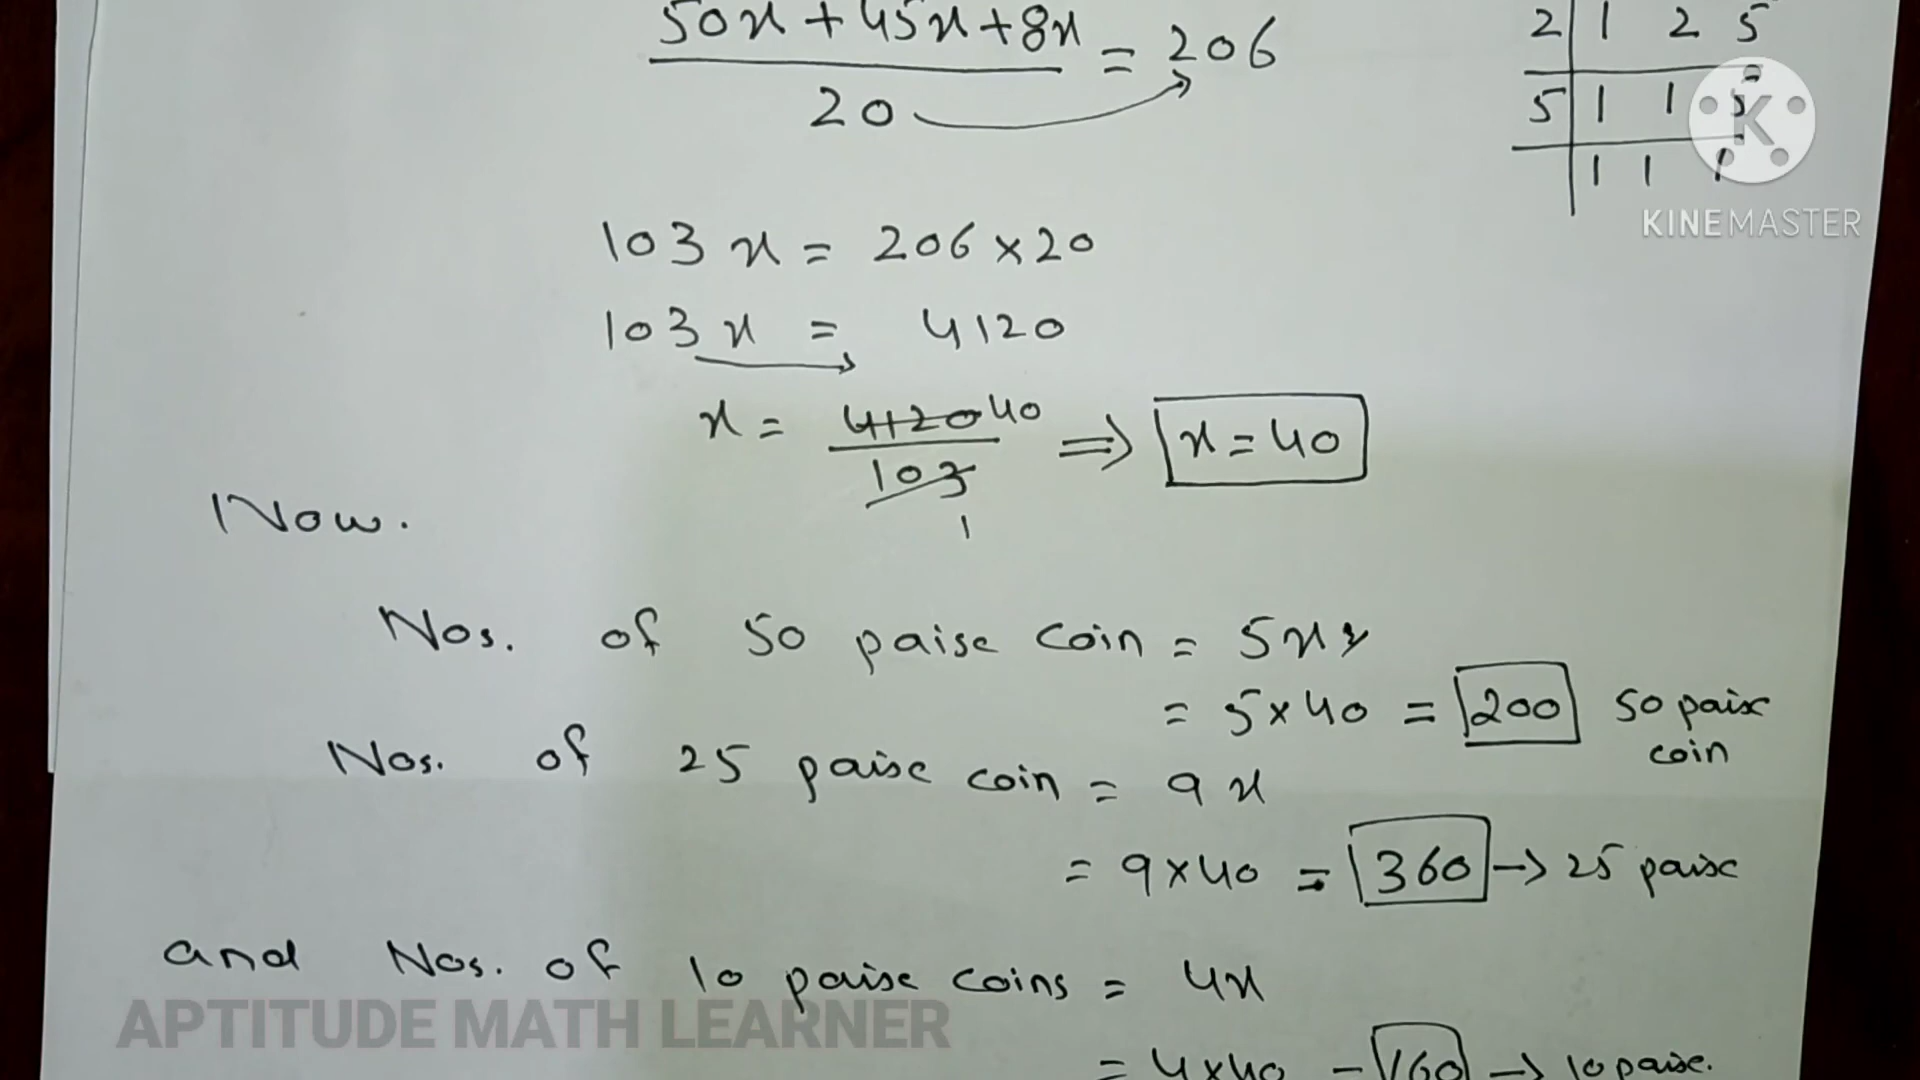 50x + 45x + 8x = 206
20
2 | 1 2 5
5 | 1 1 5
1 1 1
K
KINEMASTER
103 x = 206 × 20
103 x = 4120
x = 4120 40 ⇒ x = 40
103
1
Now.
Nos. of 50 paise coin = 5x
= 5 × 40 = 200 50 paise
coin
Nos. of 25 paise coin = 9x
= 9 × 40 = 360 → 25 paise
and Nos. of 10 paise coins = 4x
APTITUDE MATH LEARNER
= 4 × 40 = 160 → 10 paise.